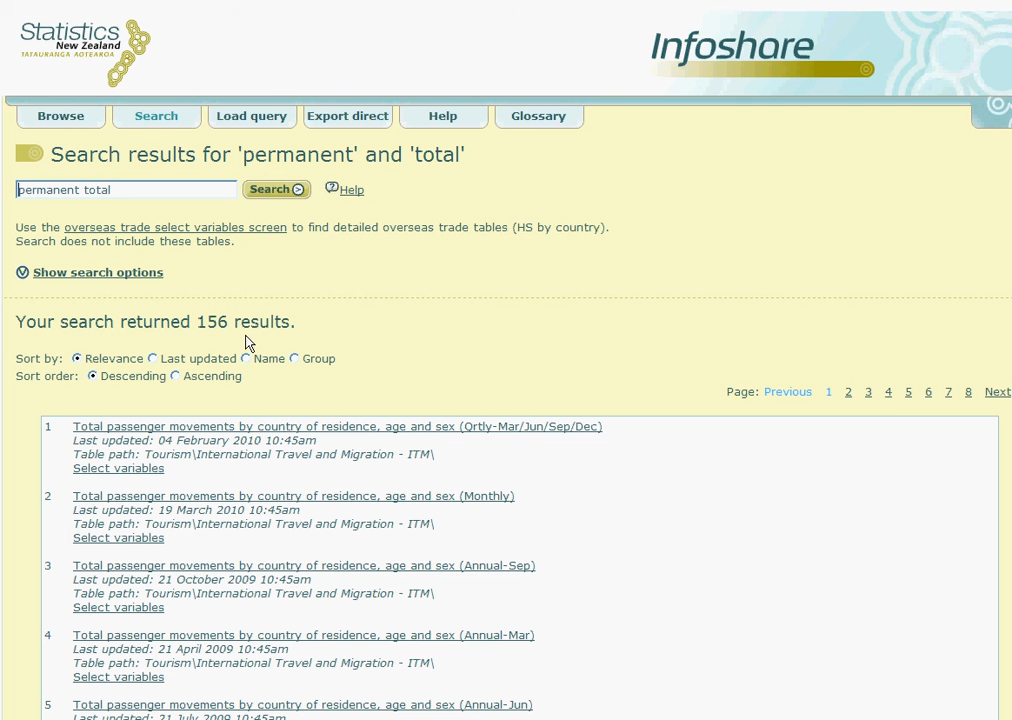 Statistics
New Zealand
TATAURANGA AOTEAROA
Infoshare
Browse Search Load query Export direct Help Glossary
Search results for 'permanent' and 'total'
permanent total Search Help
Use the overseas trade select variables screen to find detailed overseas trade tables (HS by country).
Search does not include these tables.
Show search options
Your search returned 156 results.
Sort by: Relevance Last updated Name Group
Sort order: Descending Ascending
Page: Previous 1 2 3 4 5 6 7 8 Next
1 Total passenger movements by country of residence, age and sex (Qrtly-Mar/Jun/Sep/Dec)
Last updated: 04 February 2010 10:45am
Table path: Tourism\International Travel and Migration - ITM\
Select variables
2 Total passenger movements by country of residence, age and sex (Monthly)
Last updated: 19 March 2010 10:45am
Table path: Tourism\International Travel and Migration - ITM\
Select variables
3 Total passenger movements by country of residence, age and sex (Annual-Sep)
Last updated: 21 October 2009 10:45am
Table path: Tourism\International Travel and Migration - ITM\
Select variables
4 Total passenger movements by country of residence, age and sex (Annual-Mar)
Last updated: 21 April 2009 10:45am
Table path: Tourism\International Travel and Migration - ITM\
Select variables
5 Total passenger movements by country of residence, age and sex (Annual-Jun)
Last updated: 21 July 2009 10:45am